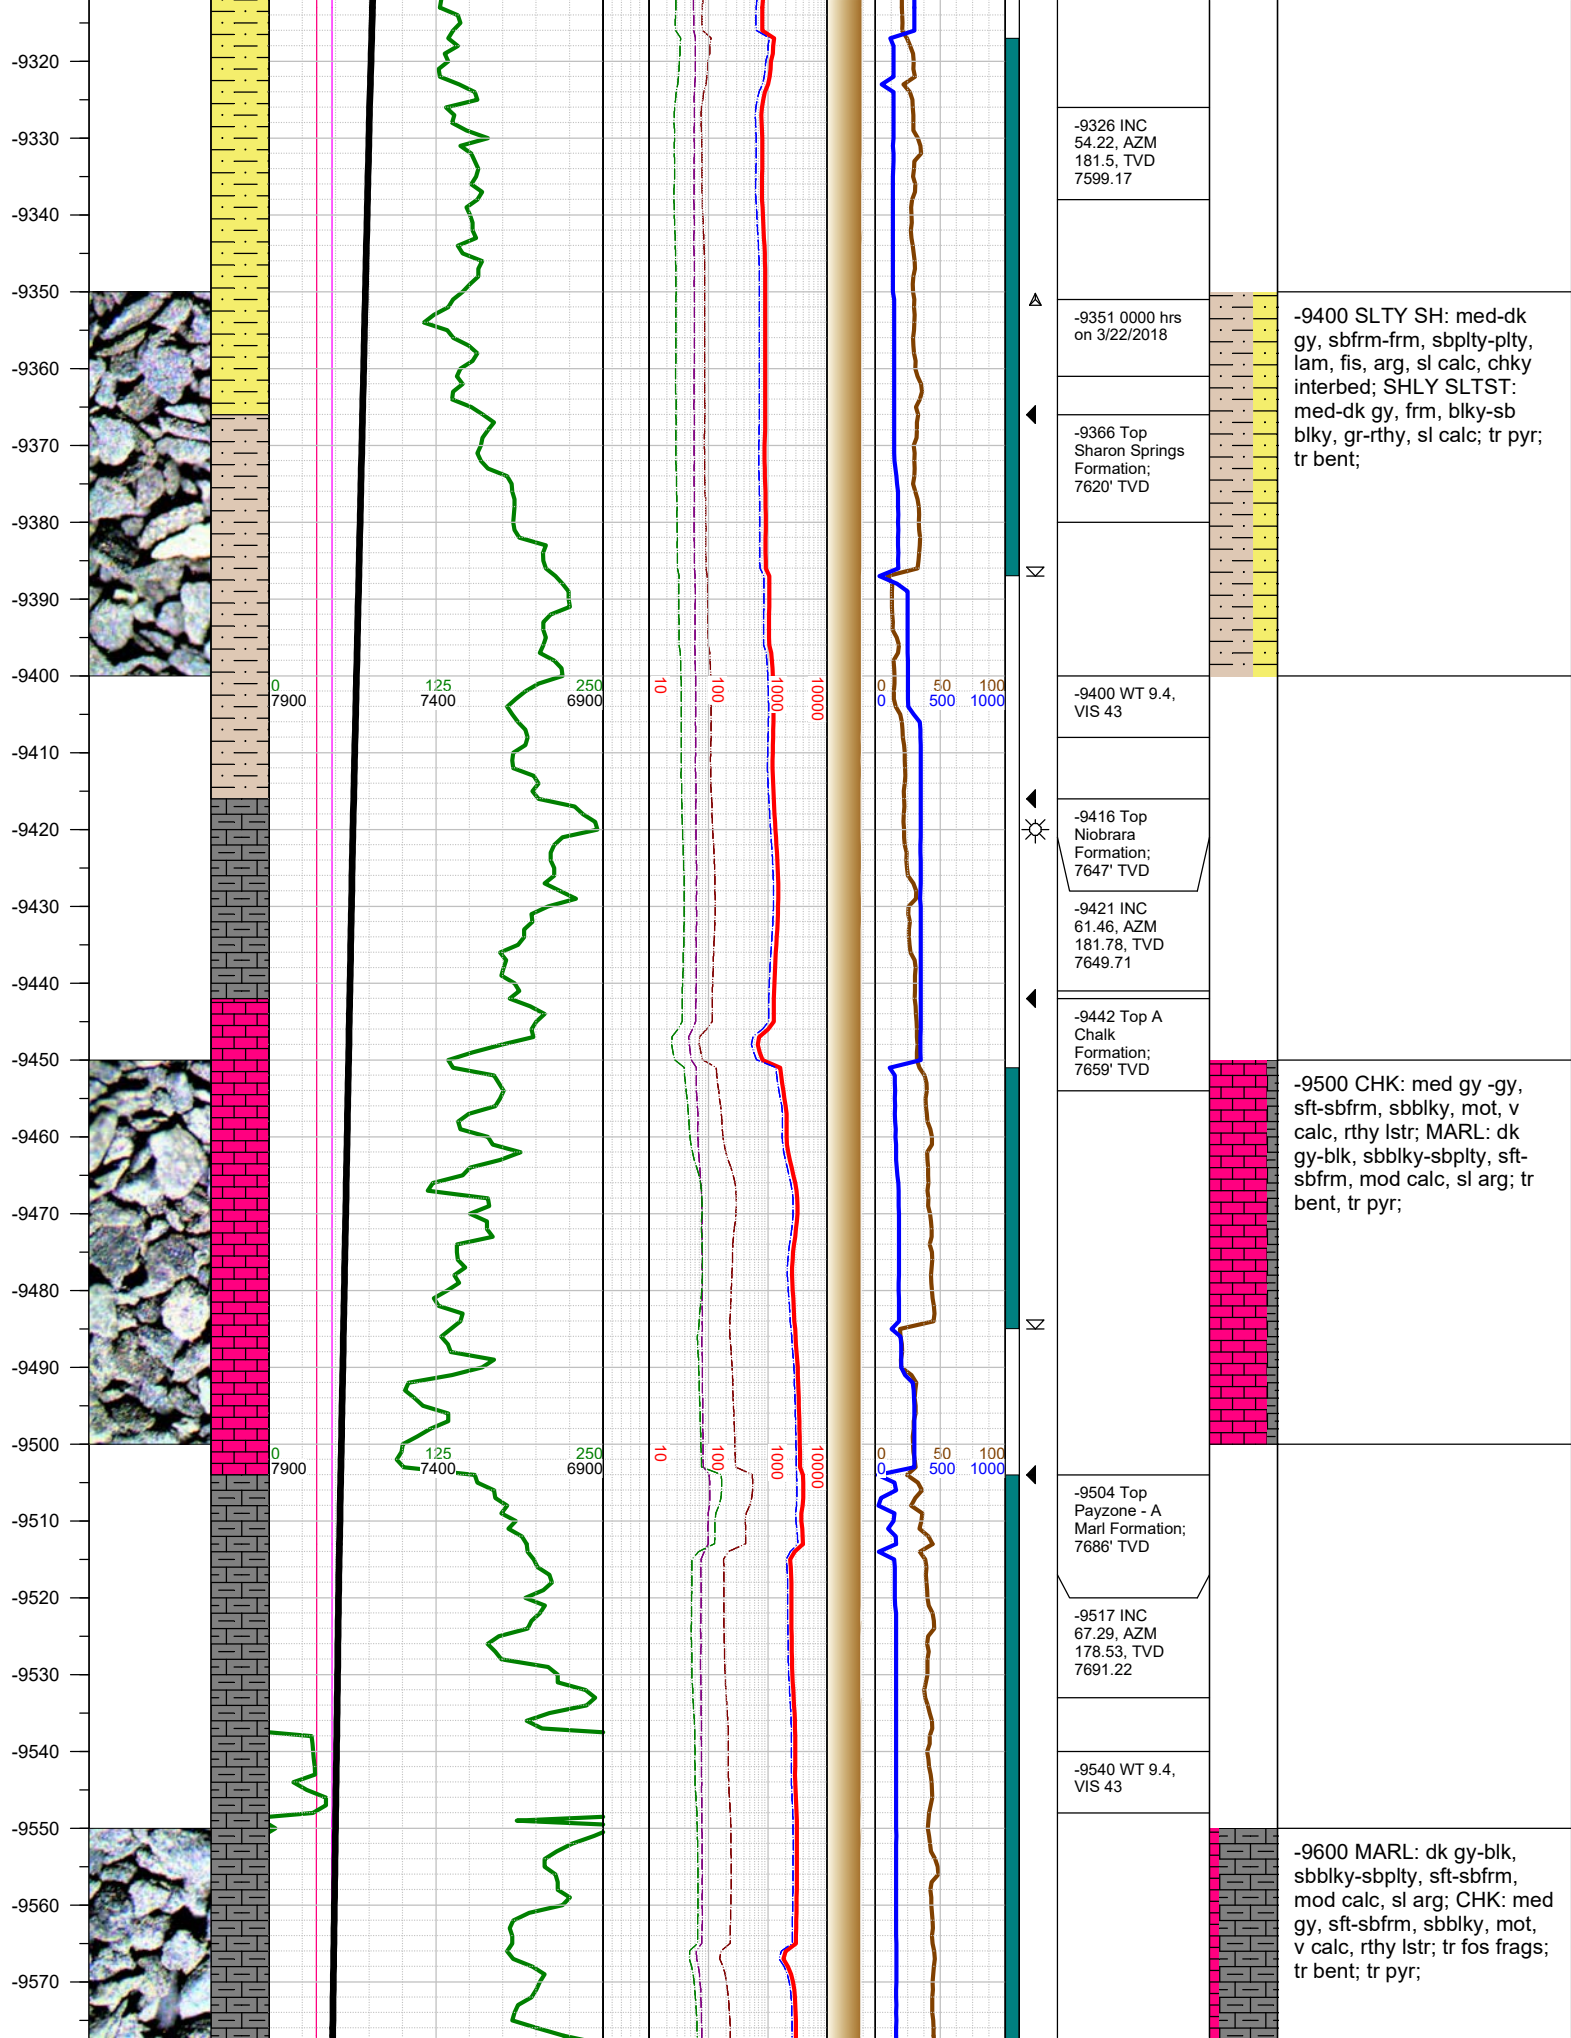 -9320
-9330
-9340
-9350
-9360
-9370
-9380
-9390
-9400
-9410
-9420
-9430
-9440
-9450
-9460
-9470
-9480
-9490
-9500
-9510
-9520
-9530
-9540
-9550
-9560
-9570
0 125 250
7900 7400 6900
10 100 1000 10000
0 50 100
0 500 1000
0 125 250
7900 7400 6900
10 100 1000 10000
0 50 100
0 500 1000
-9326 INC
54.22, AZM
181.5, TVD
7599.17
-9351 0000 hrs
on 3/22/2018
-9366 Top
Sharon Springs
Formation;
7620' TVD
-9400 WT 9.4,
VIS 43
-9416 Top
Niobrara
Formation;
7647' TVD
-9421 INC
61.46, AZM
181.78, TVD
7649.71
-9442 Top A
Chalk
Formation;
7659' TVD
-9504 Top
Payzone - A
Marl Formation;
7686' TVD
-9517 INC
67.29, AZM
178.53, TVD
7691.22
-9540 WT 9.4,
VIS 43
-9400 SLTY SH: med-dk
gy, sbfrm-frm, sbplty-plty,
lam, fis, arg, sl calc, chky
interbed; SHLY SLTST:
med-dk gy, frm, blky-sb
blky, gr-rthy, sl calc; tr pyr;
tr bent;
-9500 CHK: med gy -gy,
sft-sbfrm, sbblky, mot, v
calc, rthy lstr; MARL: dk
gy-blk, sbblky-sbplty, sft-
sbfrm, mod calc, sl arg; tr
bent, tr pyr;
-9600 MARL: dk gy-blk,
sbblky-sbplty, sft-sbfrm,
mod calc, sl arg; CHK: med
gy, sft-sbfrm, sbblky, mot,
v calc, rthy lstr; tr fos frags;
tr bent; tr pyr;